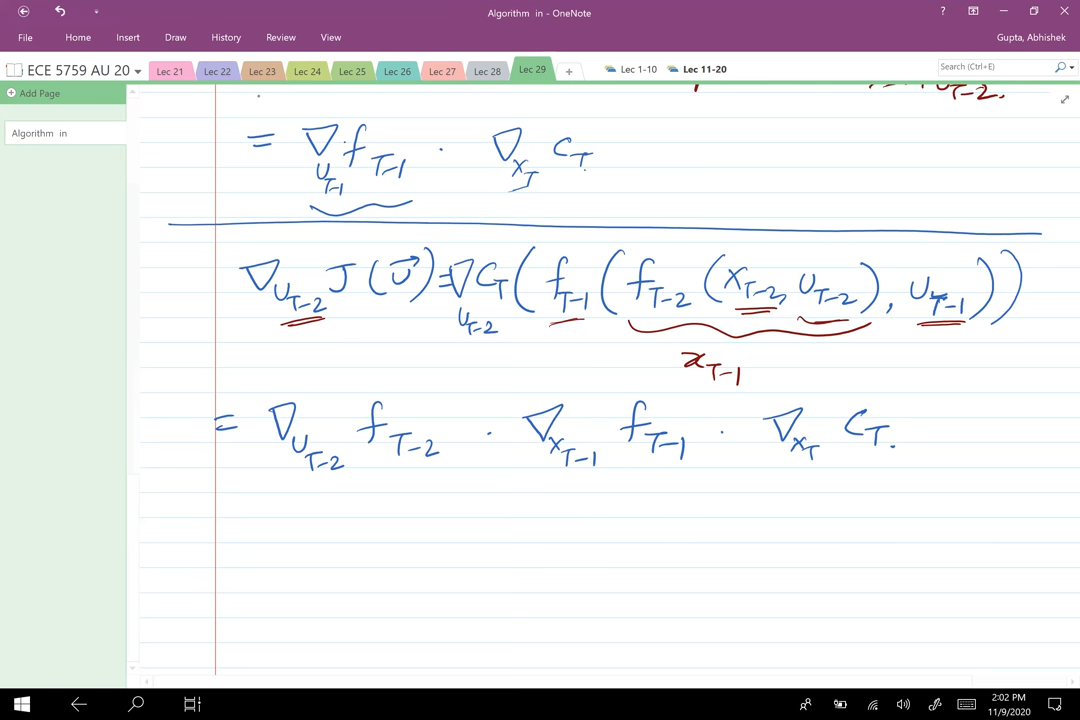 Algorithm in - OneNote
?
Gupta, Abhishek
File Home Insert Draw History Review View
ECE 5759 AU 20 Lec 21 Lec 22 Lec 23 Lec 24 Lec 25 Lec 26 Lec 27 Lec 28 Lec 29 + Lec 1-10 Lec 11-20 Search (Ctrl+E)
Add Page
Algorithm in
U_{T-2}.
= ∇_{U_{T-1}} f_{T-1} · ∇_{X_T} C_T
∇_{U_{T-2}} J(U⃗) = ∇_{U_{T-2}} C_T (f_{T-1}(f_{T-2}(X_{T-2}, U_{T-2}), U_{T-1}))
x_{T-1}
= ∇_{U_{T-2}} f_{T-2} · ∇_{X_{T-1}} f_{T-1} · ∇_{X_T} C_T.
2:02 PM
11/9/2020